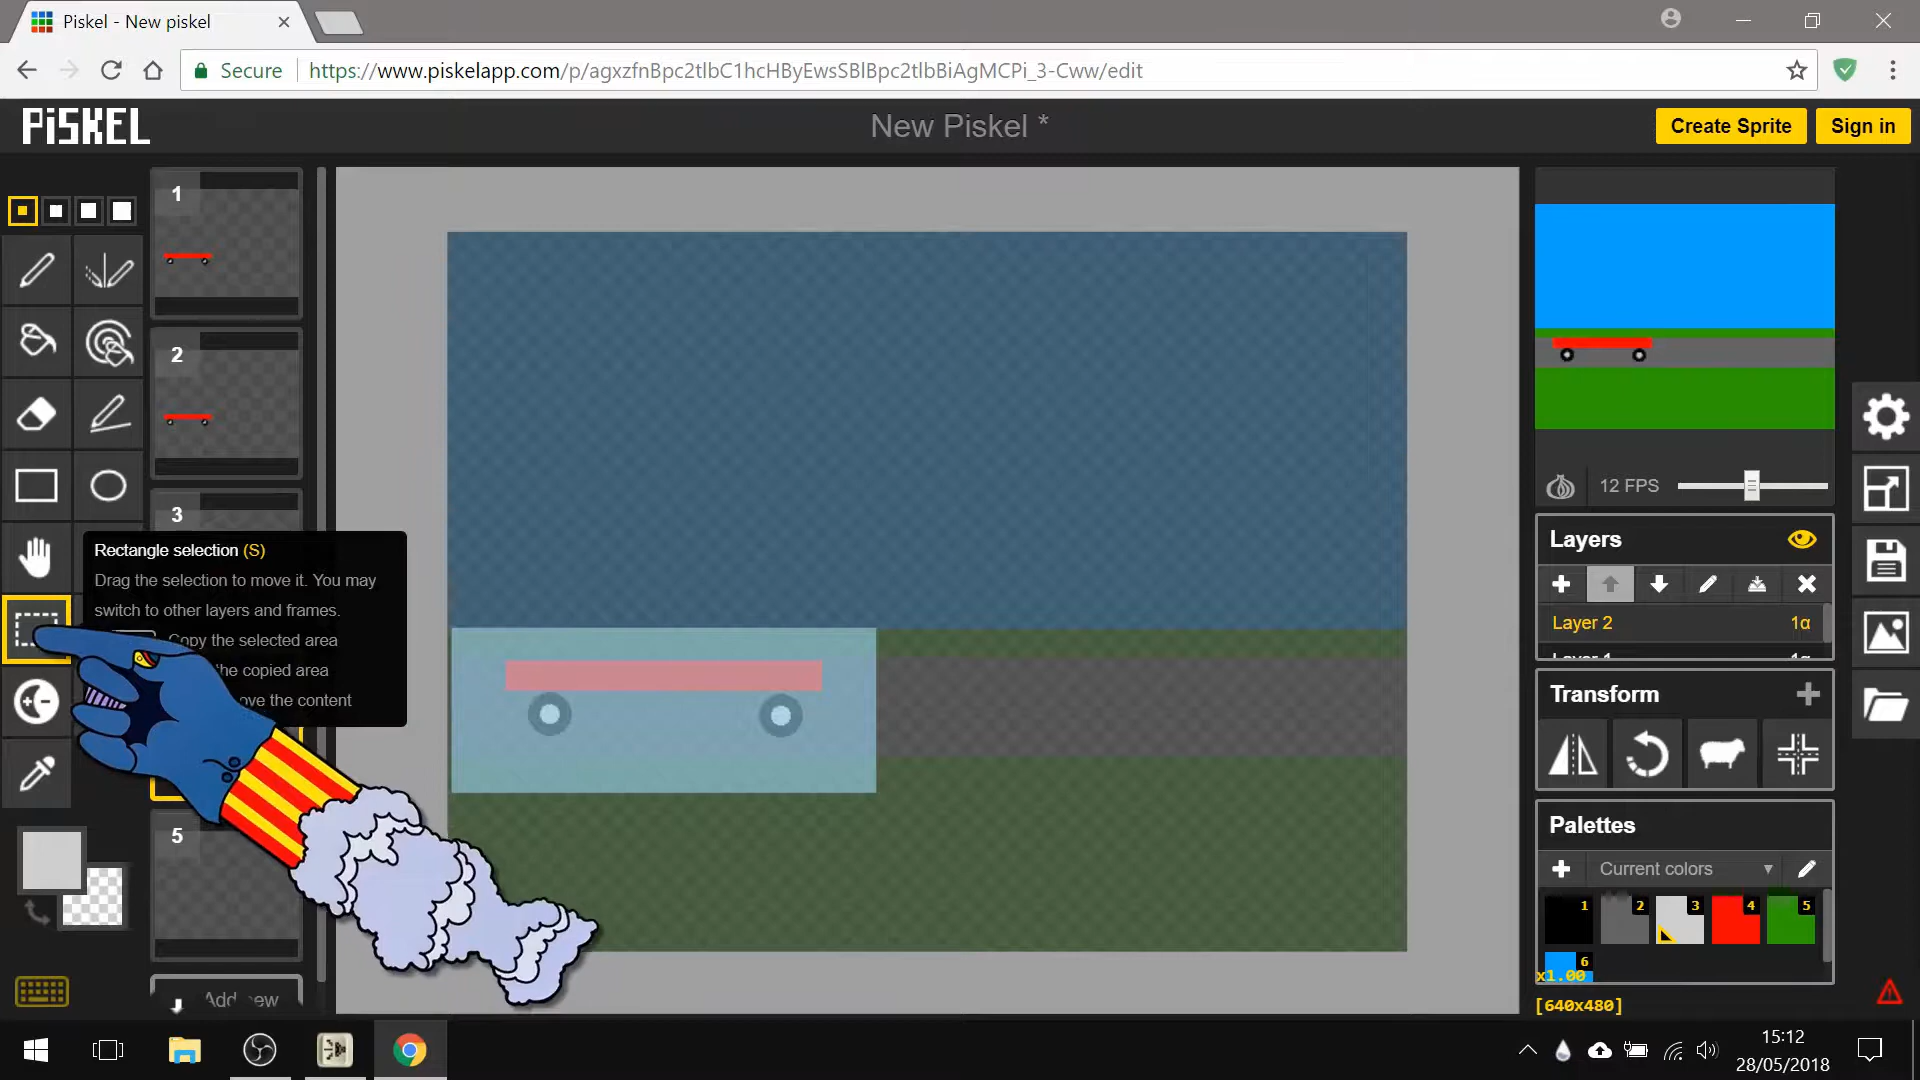 Piskel - New piskel
Secure
https://www.piskelapp.com/p/agxzfnBpc2tlbC1hcHByEwsSBlBpc2tlbBiAgMCPi_3-Cww/edit
PiSKEL
New Piskel *
Create Sprite
Sign in
1
2
3
Rectangle selection (S)
Drag the selection to move it. You may
switch to other layers and frames.
Copy the selected area
the copied area
the content
5
Add new
12 FPS
Layers
Layer 2
1α
Transform
Palettes
Current colors
1
2
3
4
5
6
x1.00
[640x480]
15:12
28/05/2018